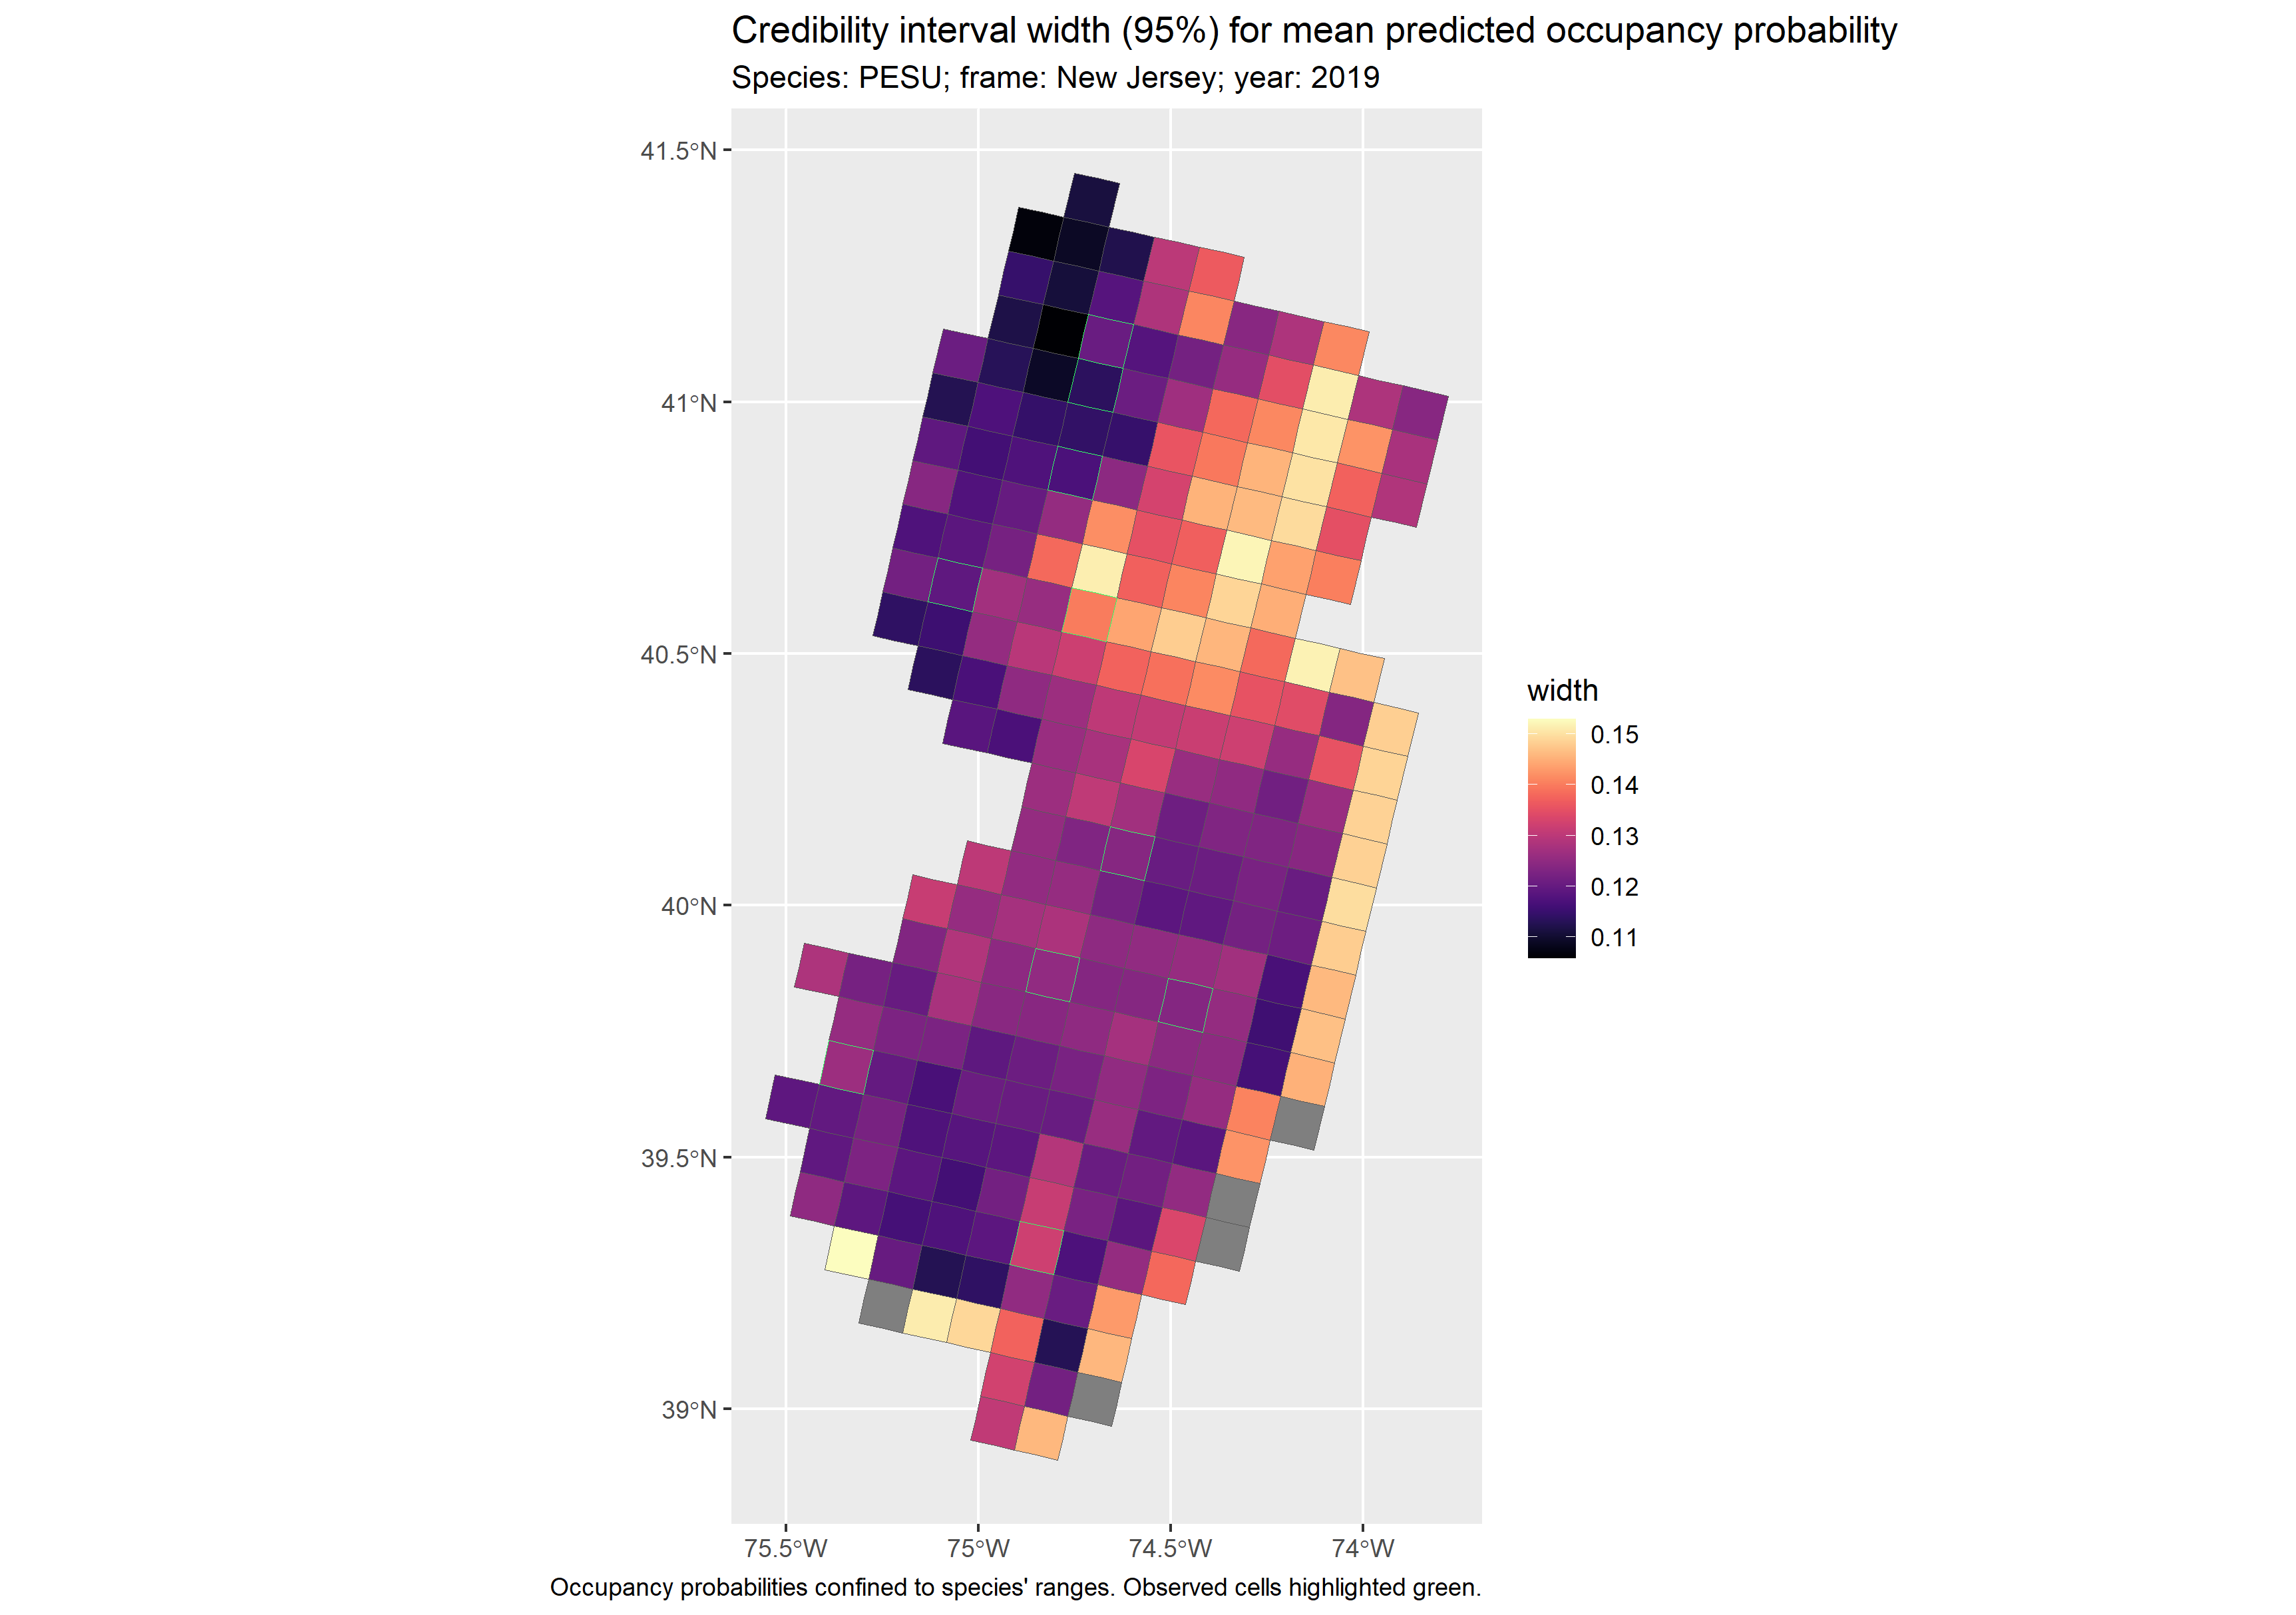 Credibility interval width (95%) for mean predicted occupancy probability
Species: PESU; frame: New Jersey; year: 2019
41.5°N
41°N
40.5°N
40°N
39.5°N
39°N
75.5°W
75°W
74.5°W
74°W
width
0.15
0.14
0.13
0.12
0.11
Occupancy probabilities confined to species' ranges. Observed cells highlighted green.